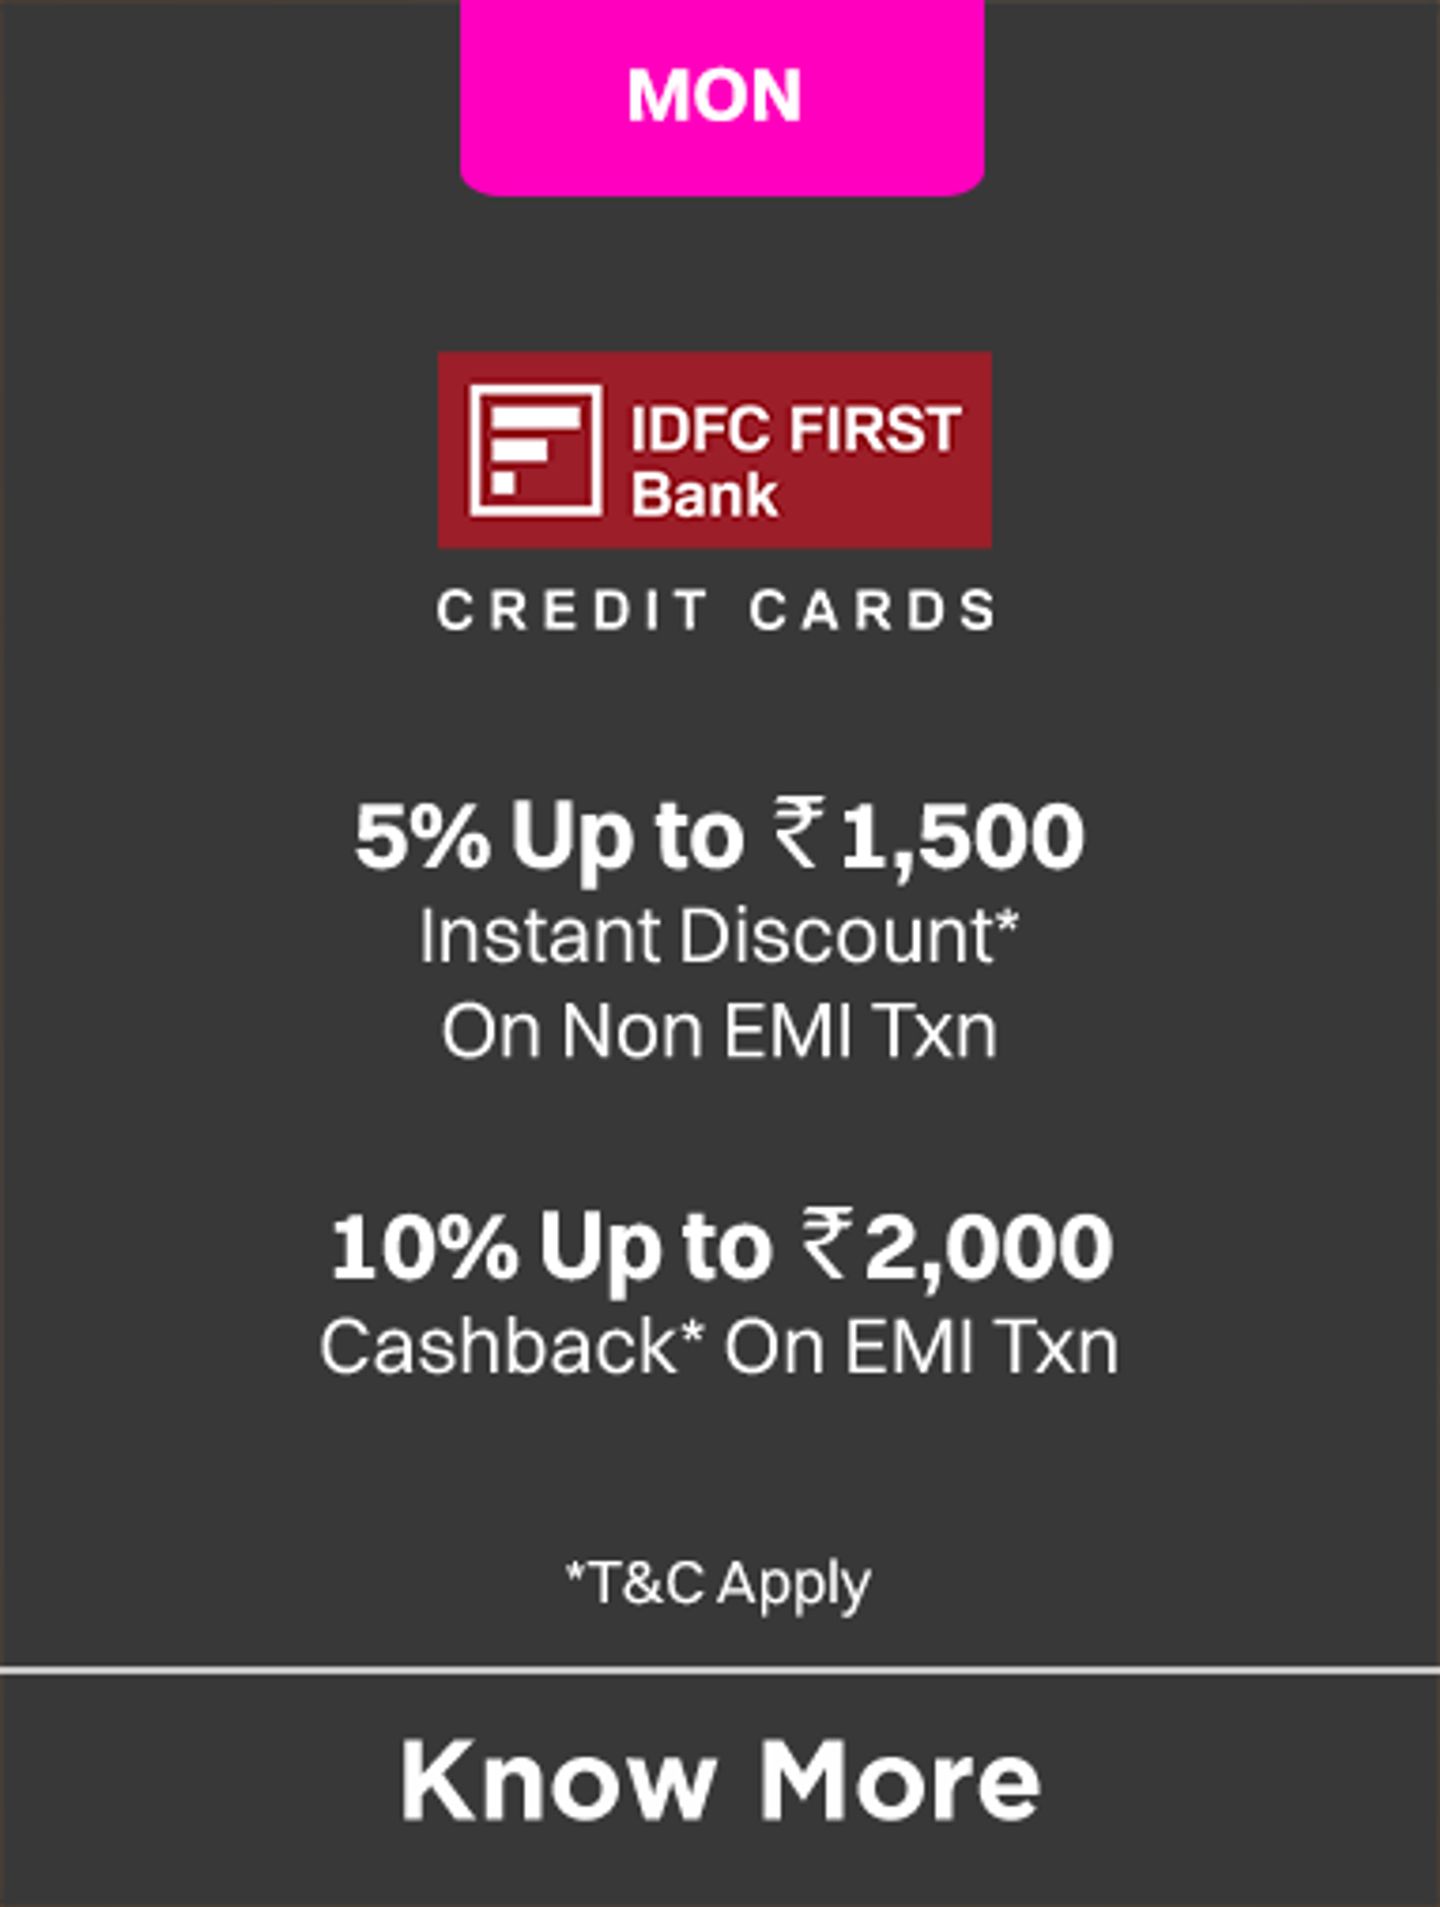 MON
IDFC FIRST
Bank
CREDIT CARDS
5% Up to ₹1,500
Instant Discount*
On Non EMI Txn
10% Up to ₹2,000
Cashback* On EMI Txn
*T&C Apply
Know More